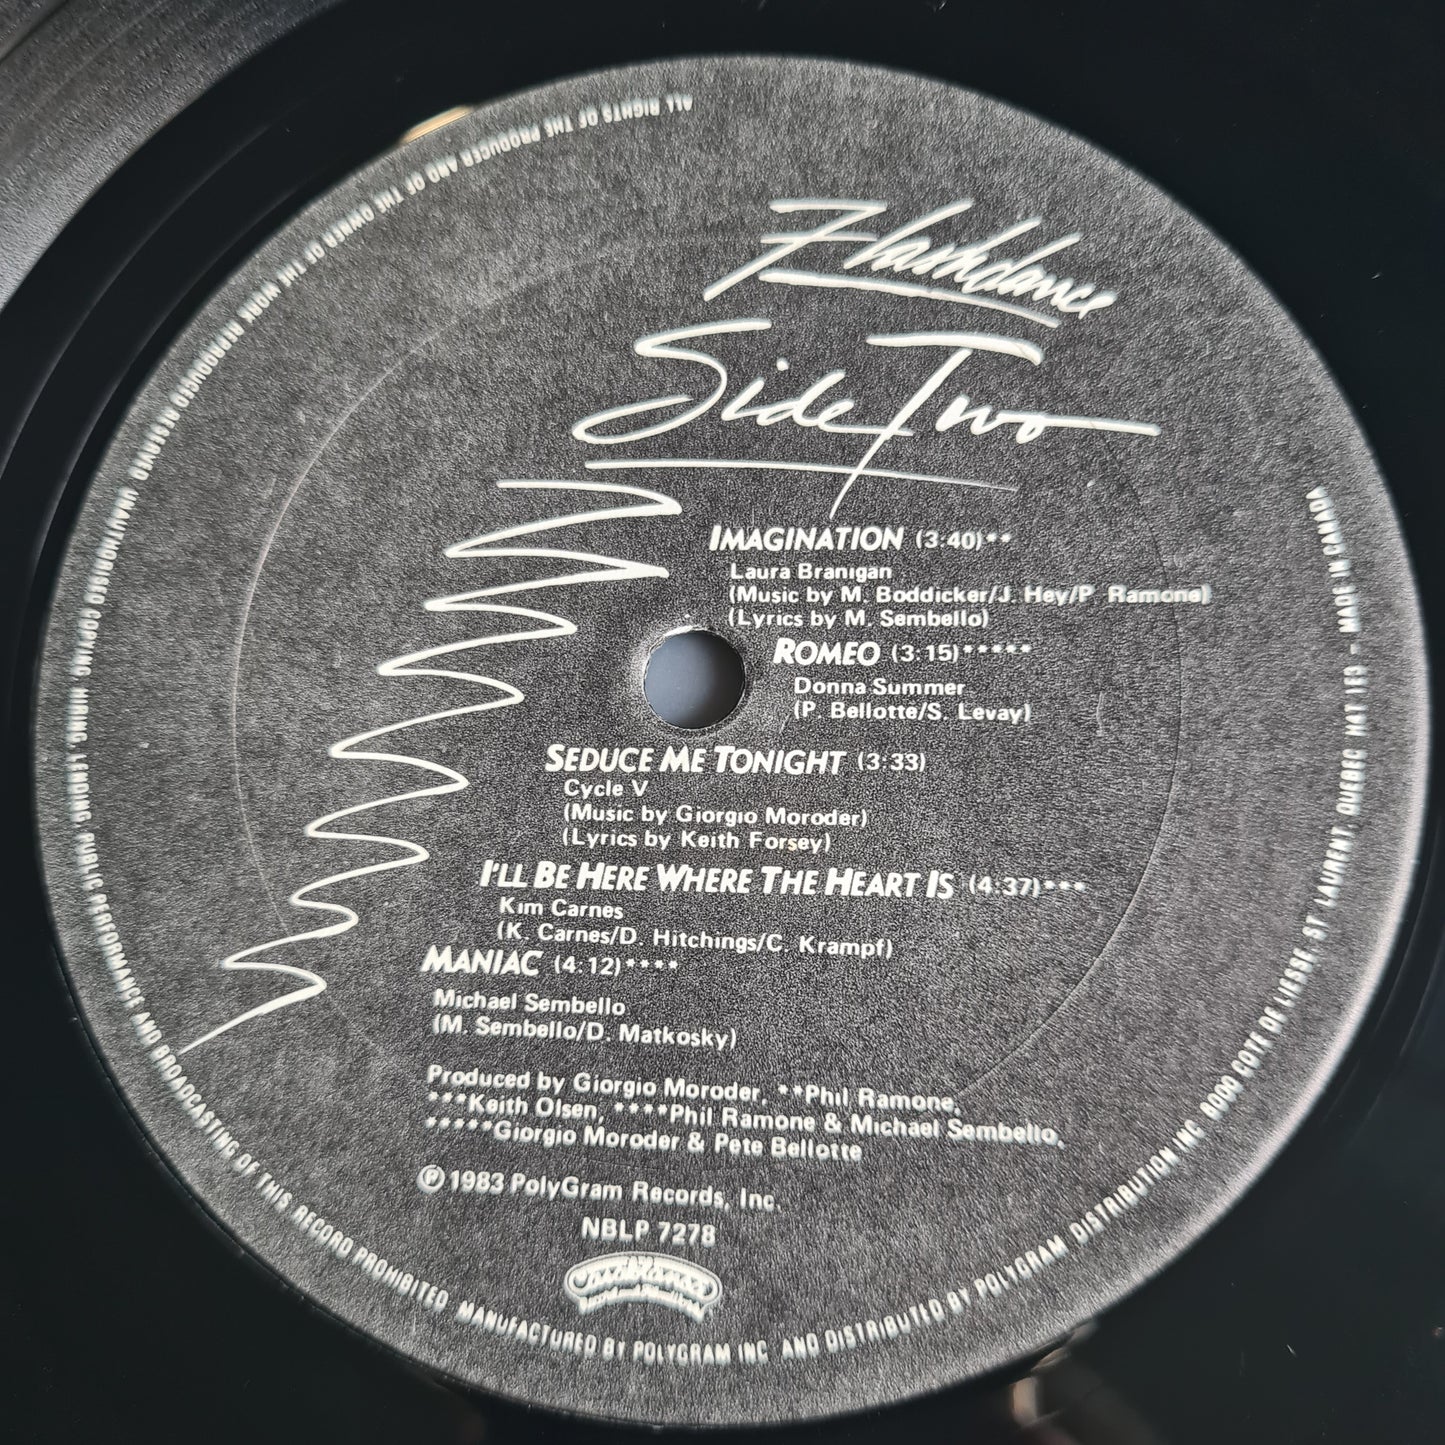 Flashdance
Side Two
IMAGINATION (3:40)**
Laura Branigan
(Music by M. Boddicker/J. Hey/P. Ramone)
(Lyrics by M. Sembello)
ROMEO (3:15)*****
Donna Summer
(P. Bellotte/S. Levay)
SEDUCE ME TONIGHT (3:33)
Cycle V
(Music by Giorgio Moroder)
(Lyrics by Keith Forsey)
I'LL BE HERE WHERE THE HEART IS (4:37)***
Kim Carnes
(K. Carnes/D. Hitchings/C. Krampf)
MANIAC (4:12)****
Michael Sembello
(M. Sembello/D. Matkosky)
Produced by Giorgio Moroder, **Phil Ramone,
***Keith Olsen, ****Phil Ramone & Michael Sembello,
*****Giorgio Moroder & Pete Bellotte
℗ 1983 PolyGram Records, Inc.
NBLP 7278
Casablanca
Record and FilmWorks
ALL RIGHTS OF THE PRODUCER AND OF THE OWNER OF THE WORK REPRODUCED RESERVED UNAUTHORISED COPYING, HIRING, LENDING, PUBLIC PERFORMANCE AND BROADCASTING OF THIS RECORD PROHIBITED MANUFACTURED BY POLYGRAM INC AND DISTRIBUTED BY POLYGRAM DISTRIBUTION INC 6000 COTE DE LIESSE, ST LAURENT, QUEBEC H4T 1E3 - MADE IN CANADA